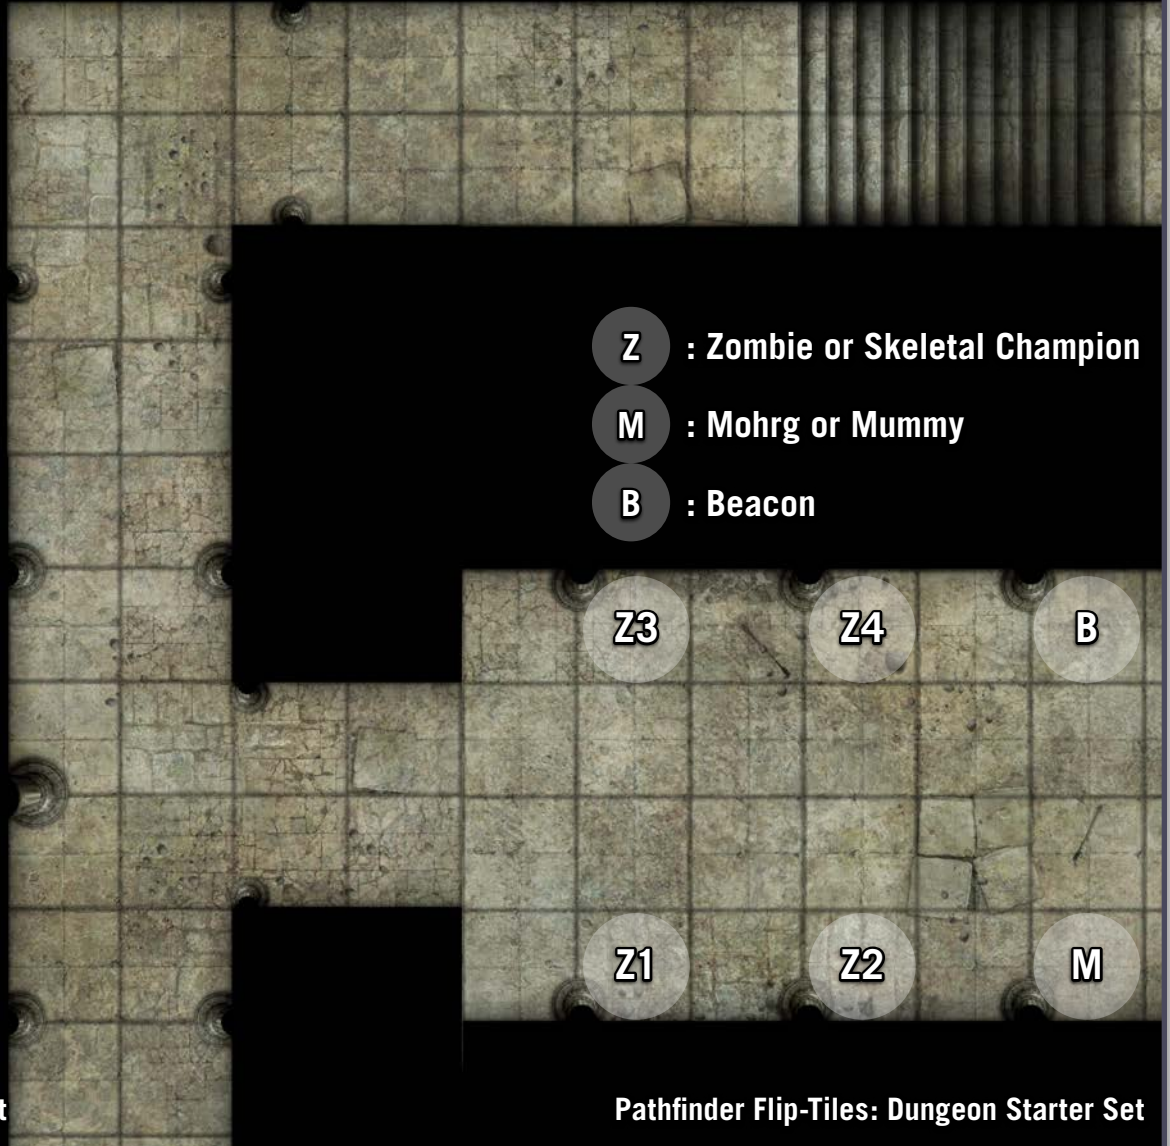 Z : Zombie or Skeletal Champion
M : Mohrg or Mummy
B : Beacon
Z3 Z4 B
Z1 Z2 M
t
Pathfinder Flip-Tiles: Dungeon Starter Set